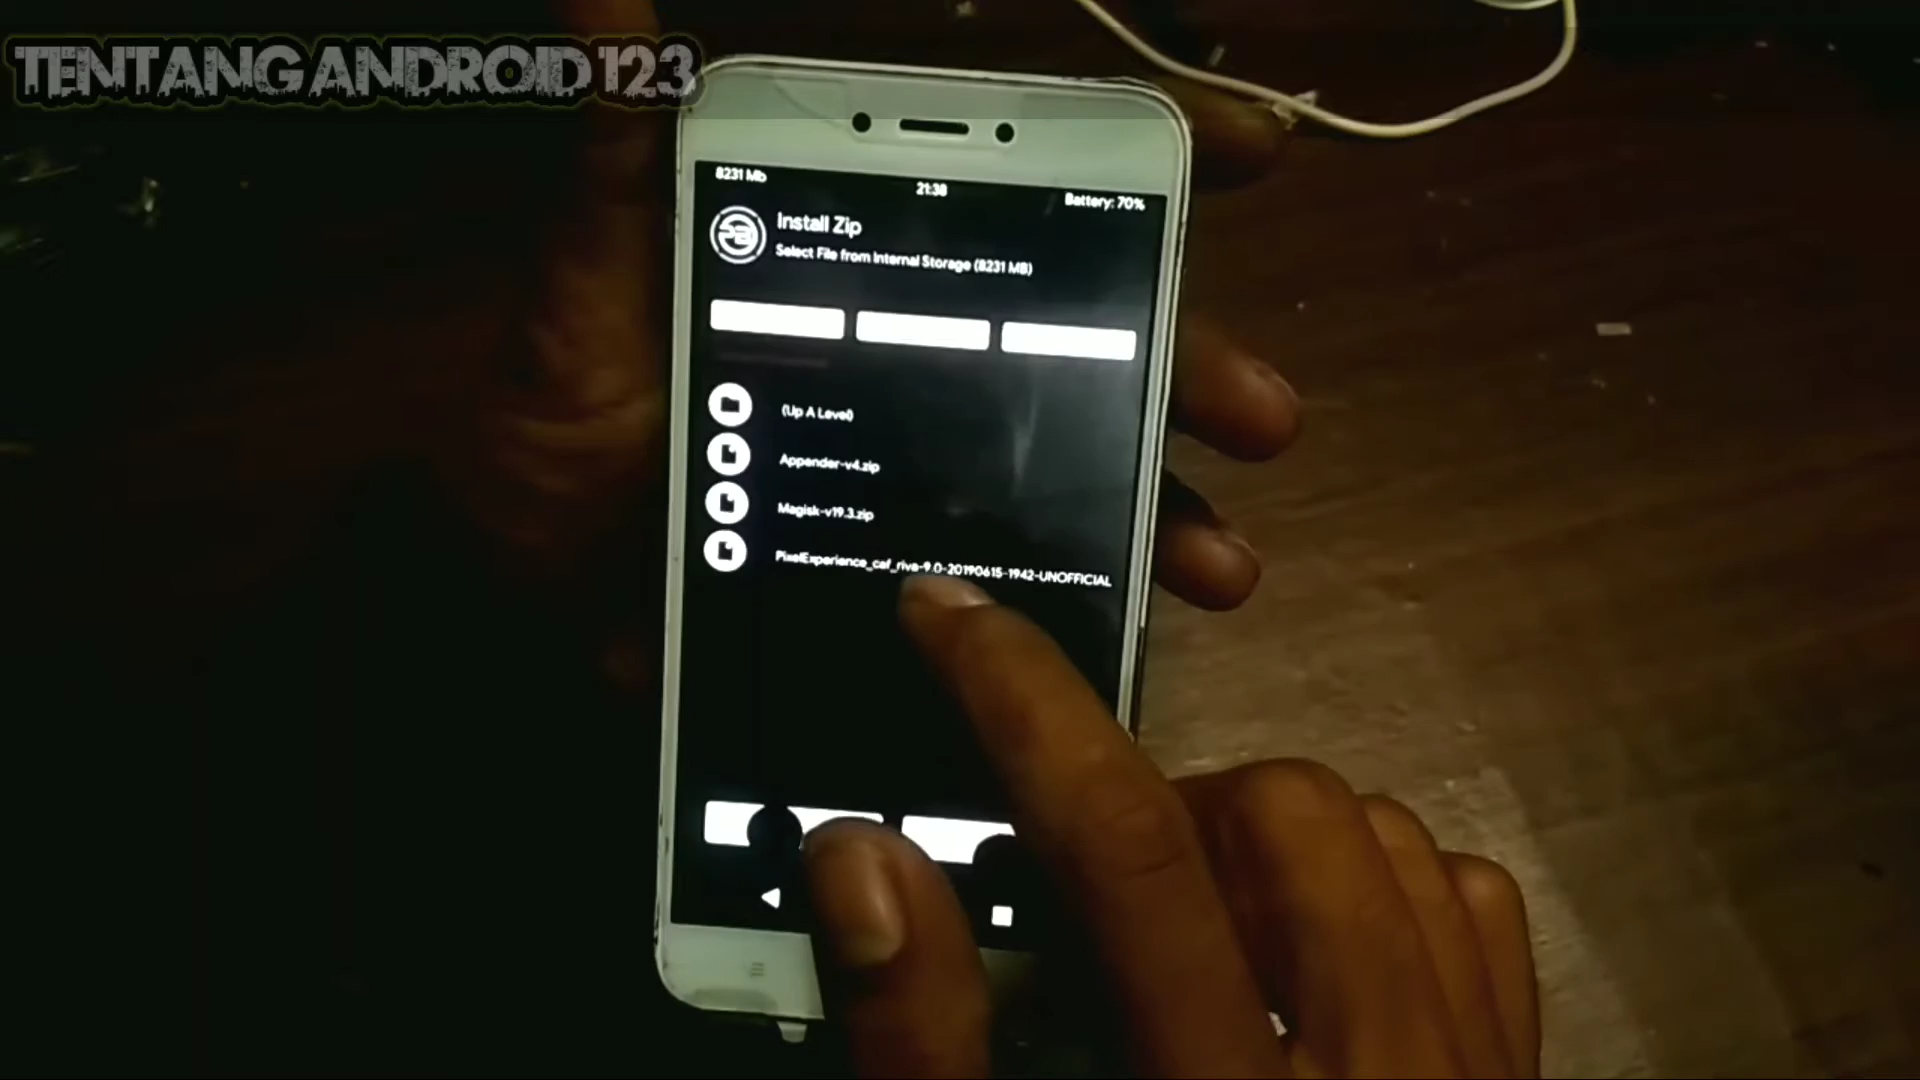 TENTANG ANDROID 123
8231 Mb
21:38
Battery: 70%
Install Zip
Select File from Internal Storage (8231 MB)
(Up A Level)
Appender-v4.zip
Magisk-v19.3.zip
PixelExperience_caf_riva-9.0-20190615-1942-UNOFFICIAL